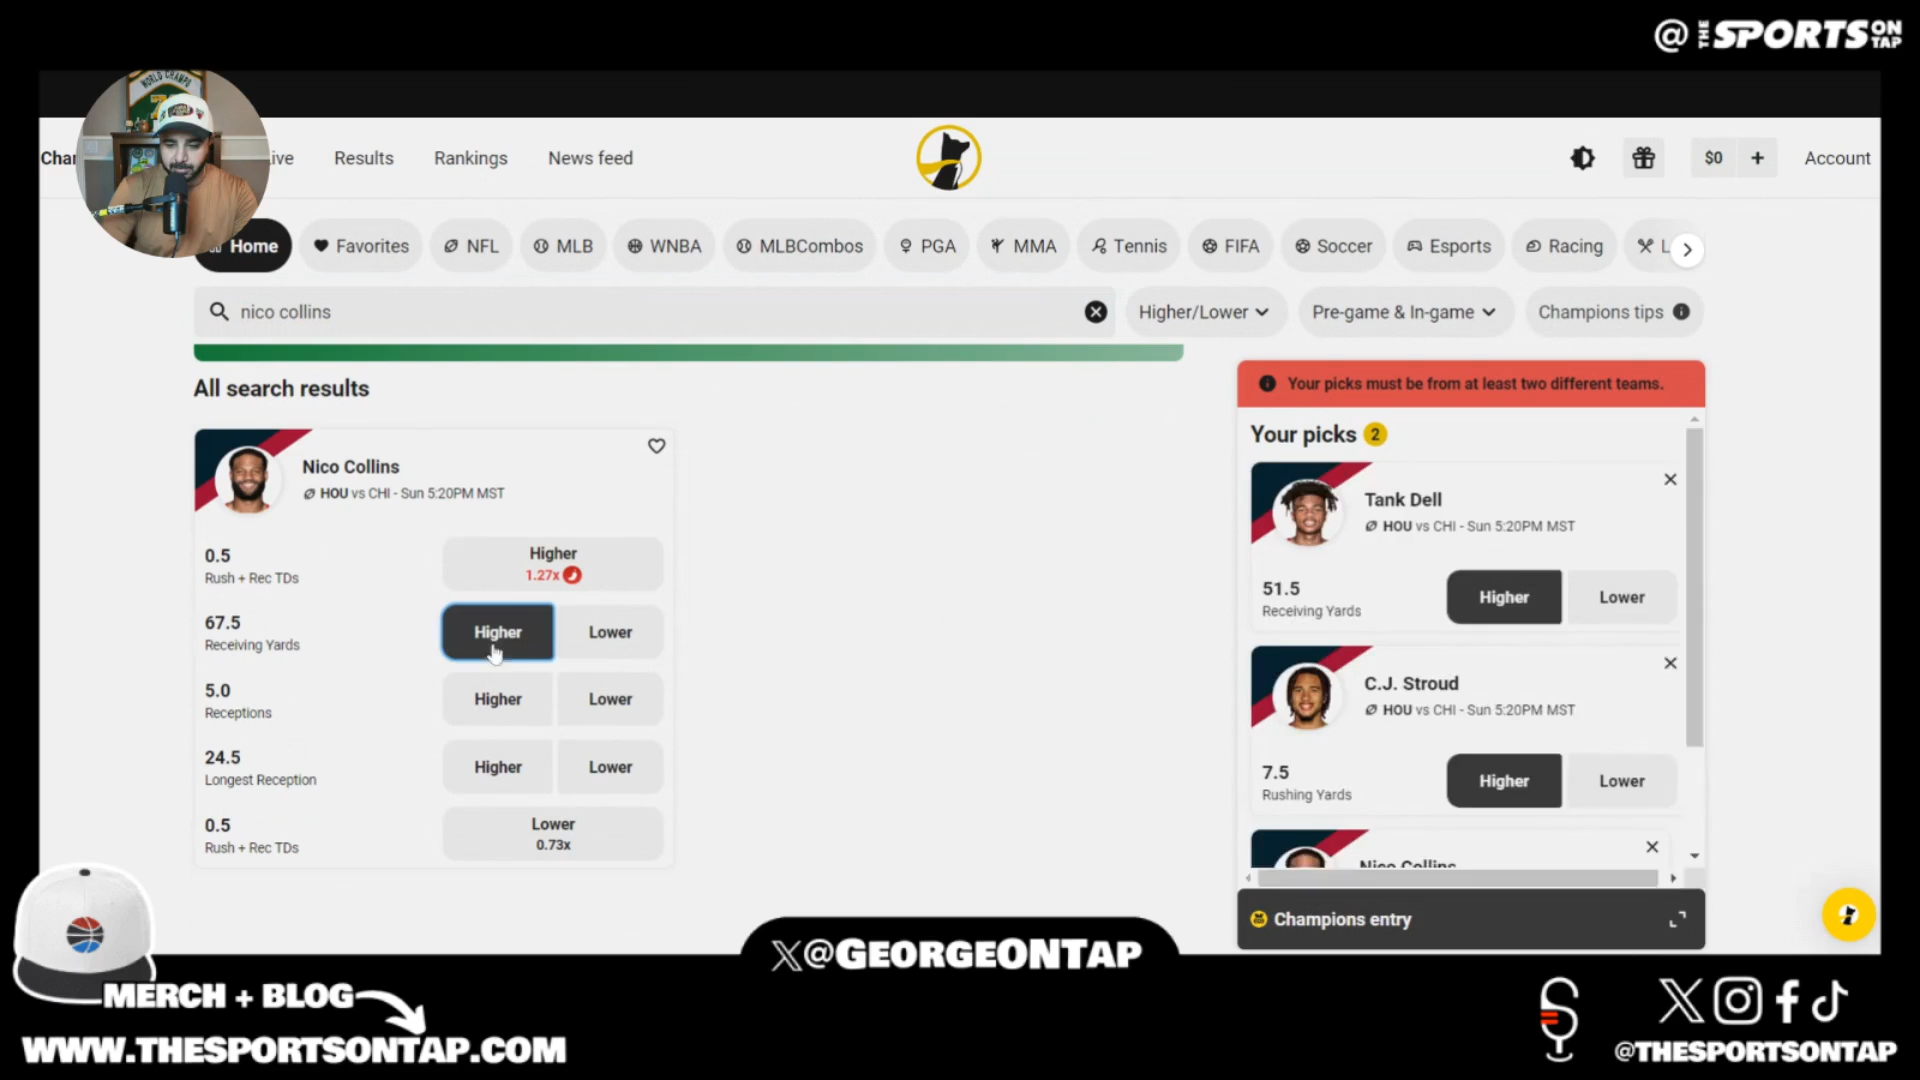 @ THE SPORTS ON TAP
WORLD CHAMPS
Results
Rankings
News feed
$0
+
Account
Home
Favorites
NFL
MLB
WNBA
MLBCombos
PGA
MMA
Tennis
FIFA
Soccer
Esports
Racing
L
nico collins
Higher/Lower
Pre-game & In-game
Champions tips
All search results
Your picks must be from at least two different teams.
Your picks 2
Nico Collins
HOU vs CHI - Sun 5:20PM MST
0.5
Rush + Rec TDs
Higher
1.27x
67.5
Receiving Yards
Higher
Lower
5.0
Receptions
Higher
Lower
24.5
Longest Reception
Higher
Lower
0.5
Rush + Rec TDs
Lower
0.73x
Tank Dell
HOU vs CHI - Sun 5:20PM MST
51.5
Receiving Yards
Higher
Lower
C.J. Stroud
HOU vs CHI - Sun 5:20PM MST
7.5
Rushing Yards
Higher
Lower
Nico Collins
Champions entry
X@GEORGEONTAP
MERCH + BLOG
WWW.THESPORTSONTAP.COM
@THESPORTSONTAP